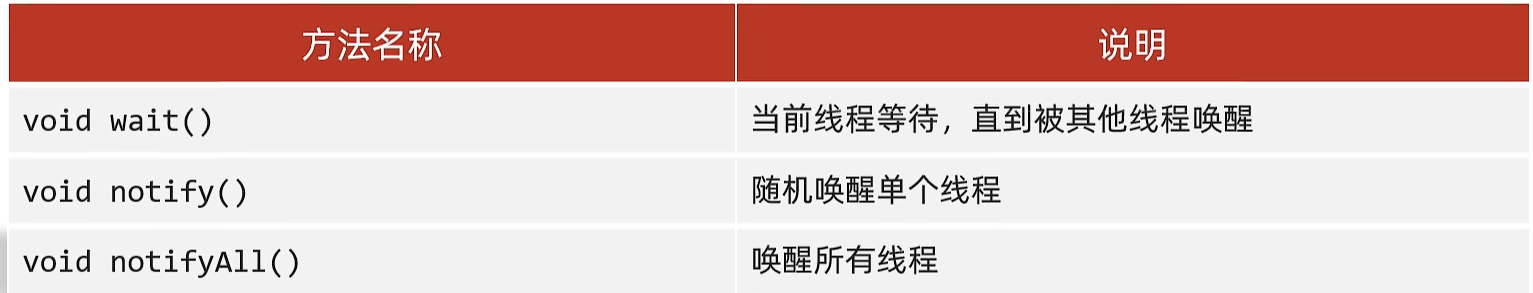 方法名称 说明
void wait() 当前线程等待，直到被其他线程唤醒
void notify() 随机唤醒单个线程
void notifyAll() 唤醒所有线程